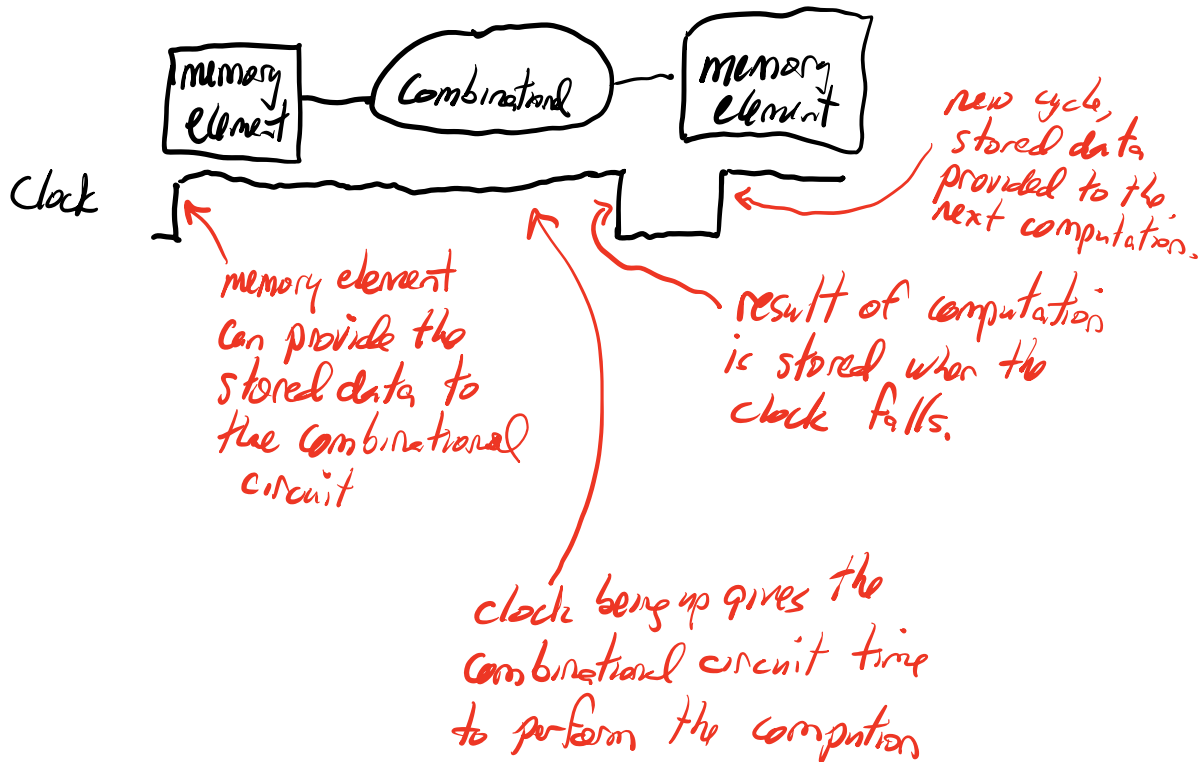 memory
element
Combinational
memory
element
Clock
new cycle,
stored data
provided to the
next computation.
memory element
can provide the
stored data to
the combinational
circuit
result of computation
is stored when the
clock falls.
clock being up gives the
combinational circuit time
to perform the compution